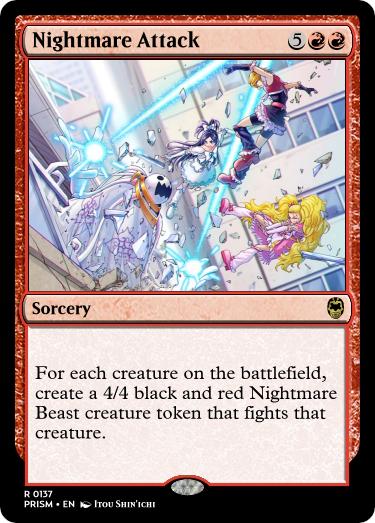 Nightmare Attack 5
Sorcery
For each creature on the battlefield,
create a 4/4 black and red Nightmare
Beast creature token that fights that
creature.
R 0137
PRISM • EN Itou Shin'ichi